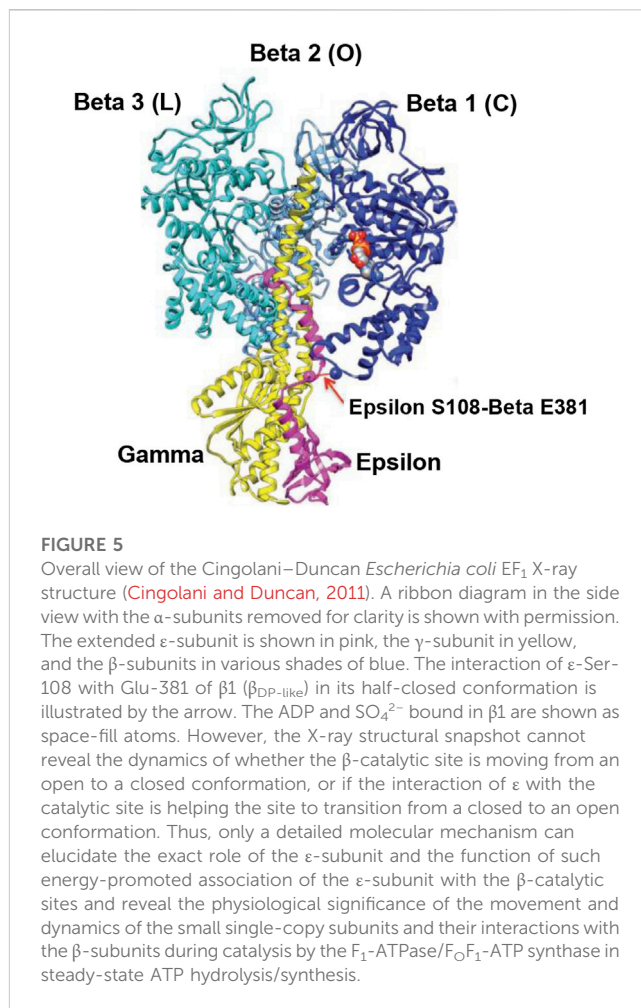 Beta 2 (O)
Beta 3 (L)
Beta 1 (C)
Epsilon S108-Beta E381
Gamma
Epsilon
FIGURE 5
Overall view of the Cingolani–Duncan Escherichia coli EF₁ X-ray
structure (Cingolani and Duncan, 2011). A ribbon diagram in the side
view with the α-subunits removed for clarity is shown with permission.
The extended ε-subunit is shown in pink, the γ-subunit in yellow,
and the β-subunits in various shades of blue. The interaction of ε-Ser-
108 with Glu-381 of β1 (β_DP-like) in its half-closed conformation is
illustrated by the arrow. The ADP and SO₄²⁻ bound in β1 are shown as
space-fill atoms. However, the X-ray structural snapshot cannot
reveal the dynamics of whether the β-catalytic site is moving from an
open to a closed conformation, or if the interaction of ε with the
catalytic site is helping the site to transition from a closed to an open
conformation. Thus, only a detailed molecular mechanism can
elucidate the exact role of the ε-subunit and the function of such
energy-promoted association of the ε-subunit with the β-catalytic
sites and reveal the physiological significance of the movement and
dynamics of the small single-copy subunits and their interactions with
the β-subunits during catalysis by the F₁-ATPase/F_OF₁-ATP synthase in
steady-state ATP hydrolysis/synthesis.